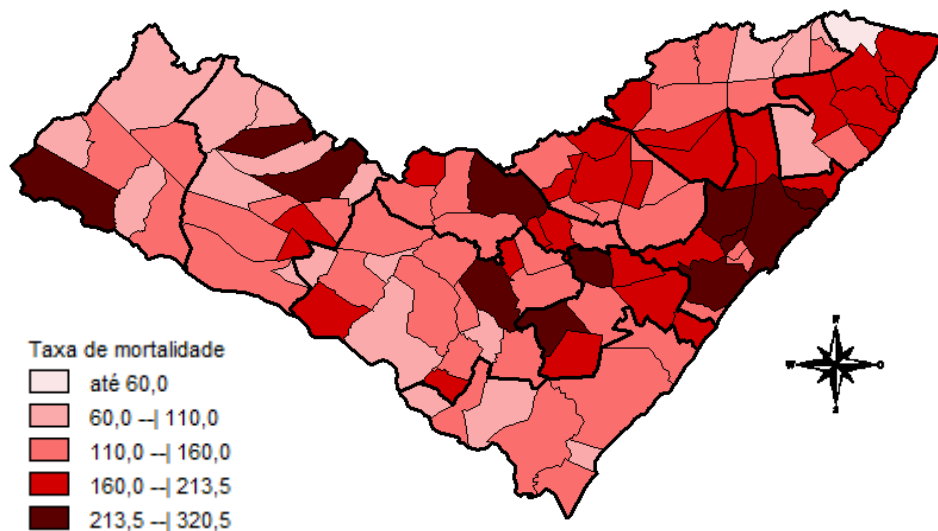 Taxa de mortalidade
até 60,0
60,0 --| 110,0
110,0 --| 160,0
160,0 --| 213,5
213,5 --| 320,5
N
W
O
S